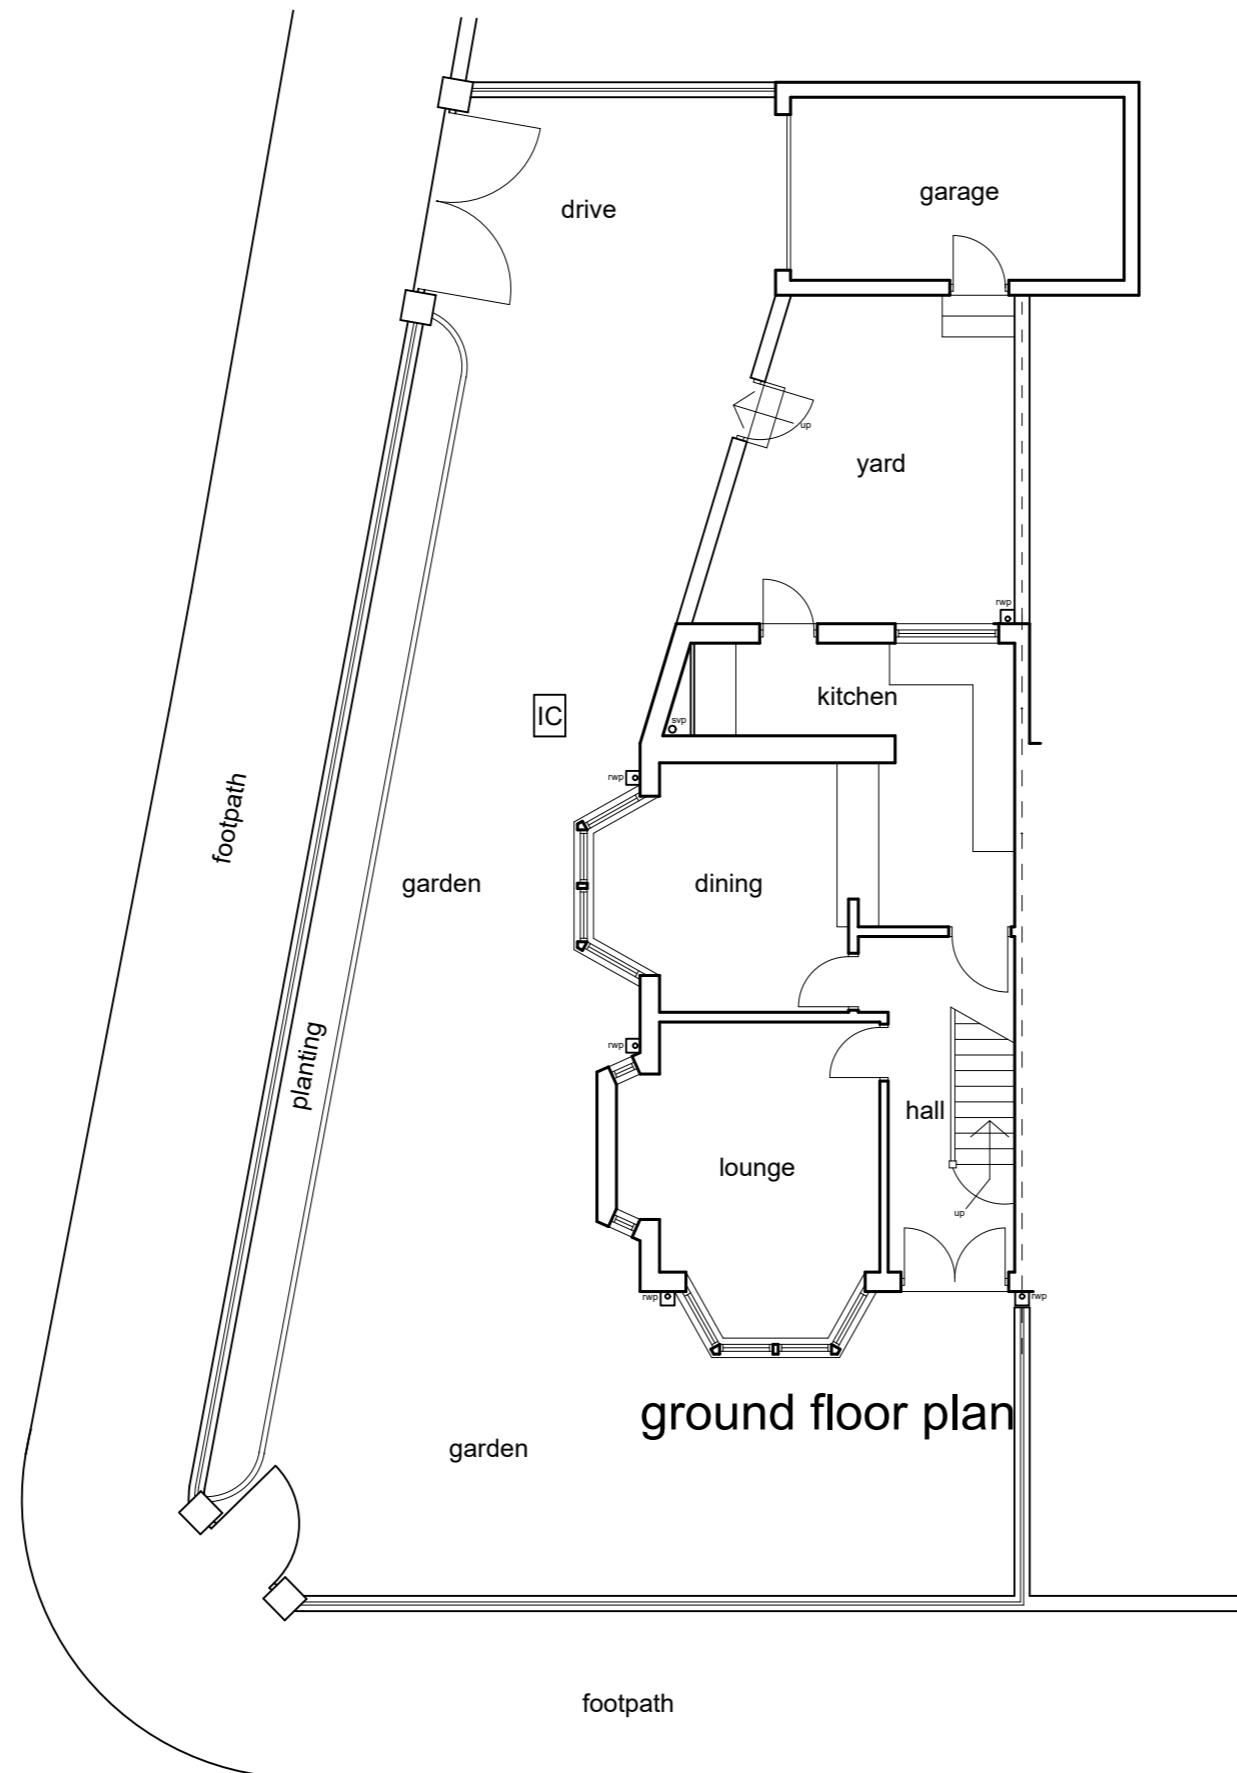 garage
drive
up
yard
rwp
kitchen
IC
svp
rwp
footpath
garden
dining
rwp
planting
hall
lounge
up
rwp
rwp
ground floor plan
garden
footpath